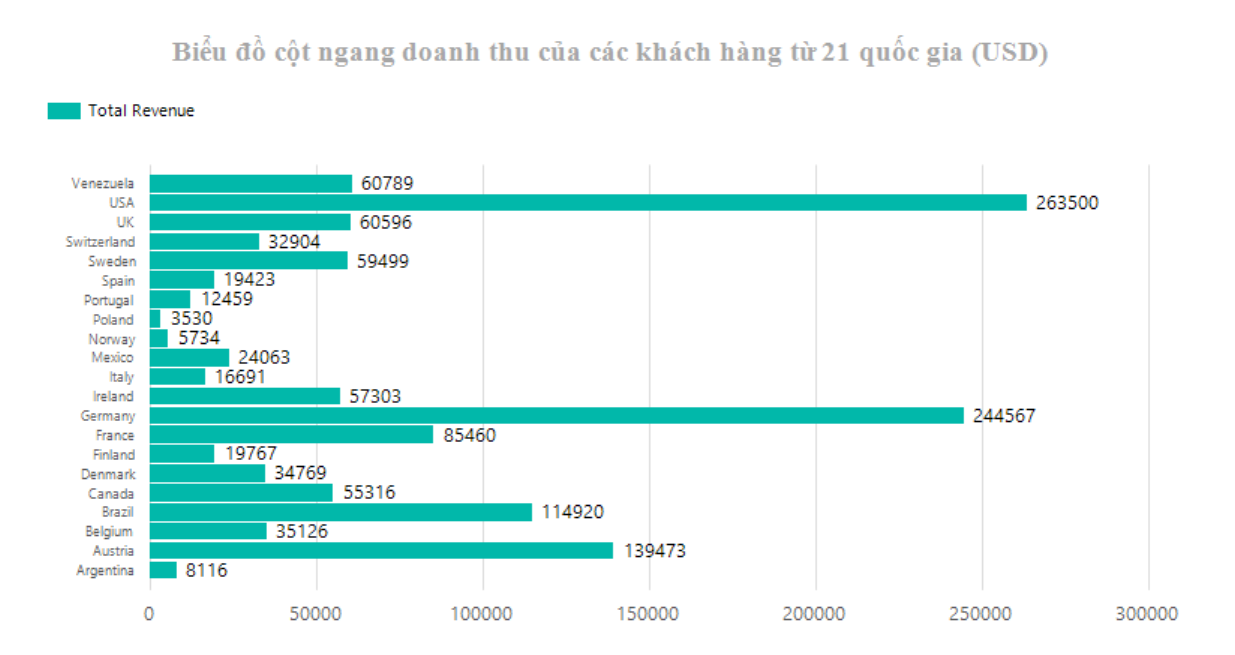 Biểu đồ cột ngang doanh thu của các khách hàng từ 21 quốc gia (USD)
Total Revenue
Venezuela 60789
USA 263500
UK 60596
Switzerland 32904
Sweden 59499
Spain 19423
Portugal 12459
Poland 3530
Norway 5734
Mexico 24063
Italy 16691
Ireland 57303
Germany 244567
France 85460
Finland 19767
Denmark 34769
Canada 55316
Brazil 114920
Belgium 35126
Austria 139473
Argentina 8116
0 50000 100000 150000 200000 250000 300000